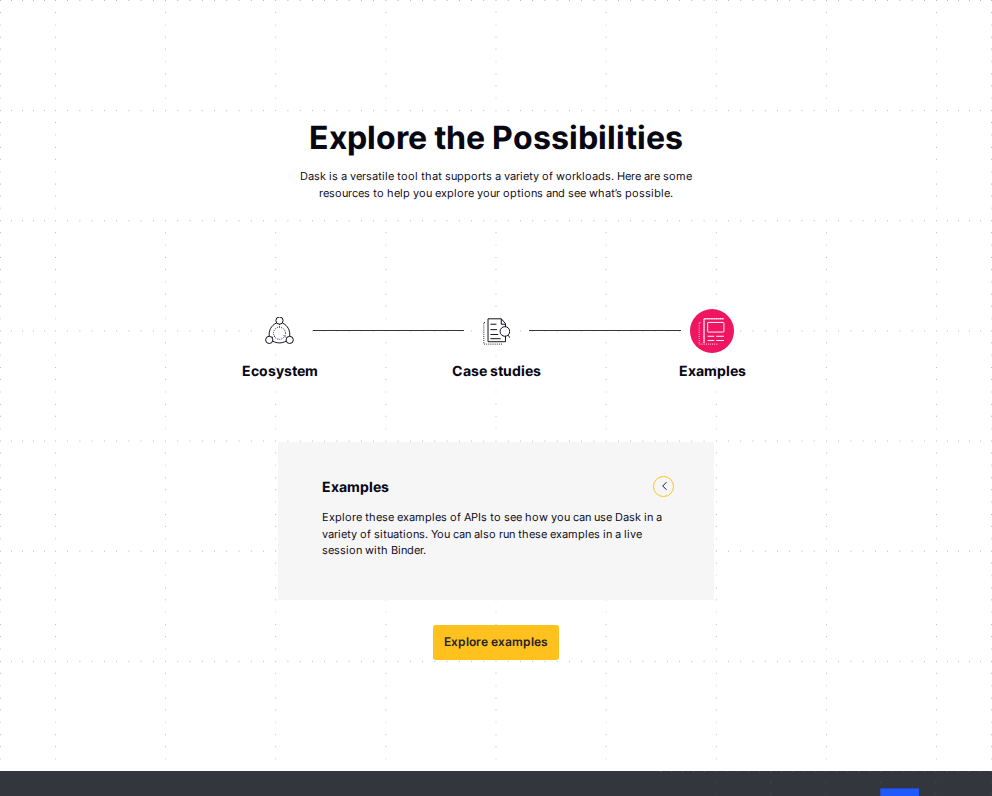 Explore the Possibilities
Dask is a versatile tool that supports a variety of workloads. Here are some
resources to help you explore your options and see what's possible.
Ecosystem
Case studies
Examples
Examples
Explore these examples of APIs to see how you can use Dask in a
variety of situations. You can also run these examples in a live
session with Binder.
Explore examples